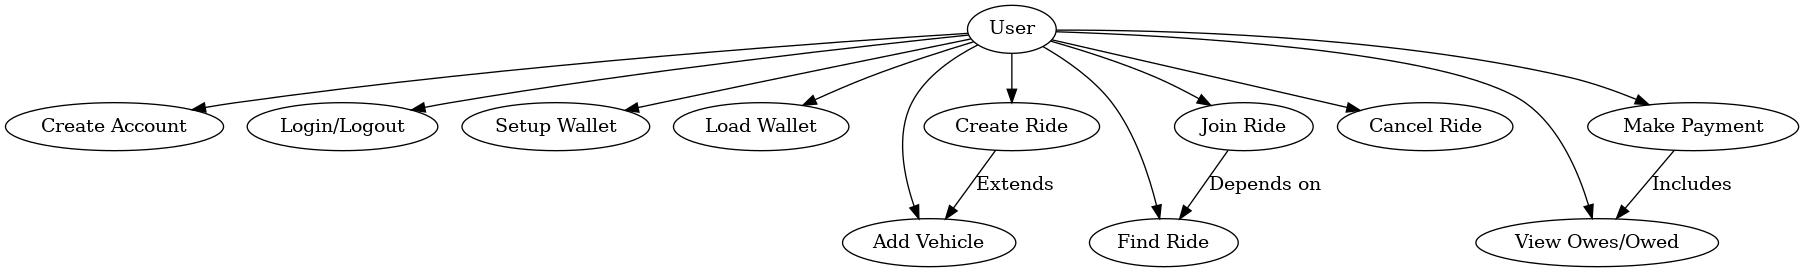 User
Create Account
Login/Logout
Setup Wallet
Load Wallet
Create Ride
Join Ride
Cancel Ride
Make Payment
Extends
Depends on
Includes
Add Vehicle
Find Ride
View Owes/Owed